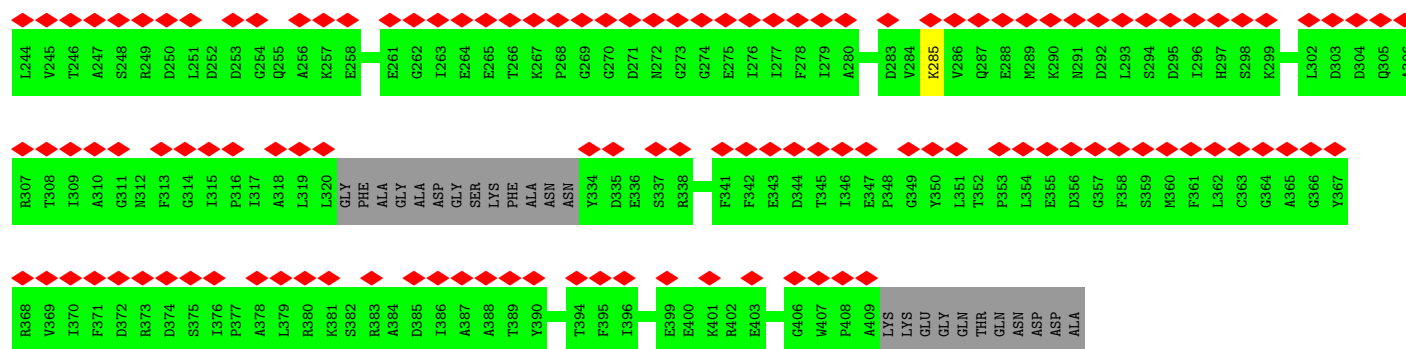 L244 V245 T246 A247 S248 R249 D250 L251 D252 D253 G254 Q255 A256 K257 E258 E261 G262 I263 E264 E265 T266 K267 P268 G269 G270 D271 N272 G273 G274 E275 I276 I277 F278 I279 A280 D283 V284 K285 V286 Q287 E288 M289 K290 N291 D292 L293 S294 D295 I296 H297 S298 K299 L302 D303 D304 Q305 A306
R307 T308 I309 A310 G311 N312 F313 G314 I315 P316 I317 A318 L319 L320 GLY PHE ALA GLY ALA ASP GLY SER LYS PHE ALA ASN ASN Y334 D335 E336 S337 R338 F341 F342 E343 D344 T345 I346 E347 P348 G349 Y350 L351 T352 P353 L354 E355 D356 G357 F358 S359 M360 F361 L362 C363 G364 A365 G366 Y367
R368 V369 I370 F371 D372 R373 D374 S375 I376 P377 A378 L379 R380 K381 S382 R383 A384 D385 I386 A387 A388 T389 Y390 T394 F395 I396 E399 E400 K401 R402 E403 G406 W407 P408 A409 LYS LYS GLU GLY GLN THR GLN ASN ASP ASP ALA